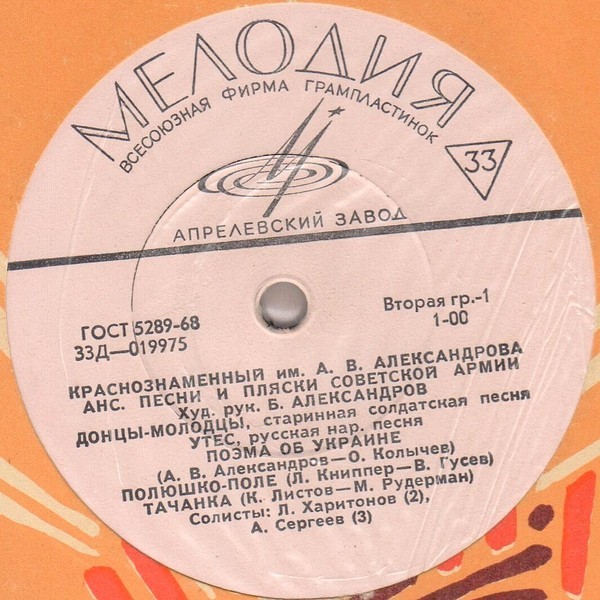 МЕЛОДИЯ
ВСЕСОЮЗНАЯ ФИРМА ГРАМПЛАСТИНОК
33
АПРЕЛЕВСКИЙ ЗАВОД
ГОСТ 5289-68
Вторая гр.-1
33Д—019975
1-00
КРАСНОЗНАМЕННЫЙ им. А. В. АЛЕКСАНДРОВА
АНС. ПЕСНИ И ПЛЯСКИ СОВЕТСКОЙ АРМИИ
Худ. рук. Б. АЛЕКСАНДРОВ
ДОНЦЫ-МОЛОДЦЫ, старинная солдатская песня
УТЕС, русская нар. песня
ПОЭМА ОБ УКРАИНЕ
(А. В. Александров—О. Колычев)
ПОЛЮШКО-ПОЛЕ (Л. Книппер—В. Гусев)
ТАЧАНКА (К. Листов—М. Рудерман)
Солисты: Л. Харитонов (2),
А. Сергеев (3)